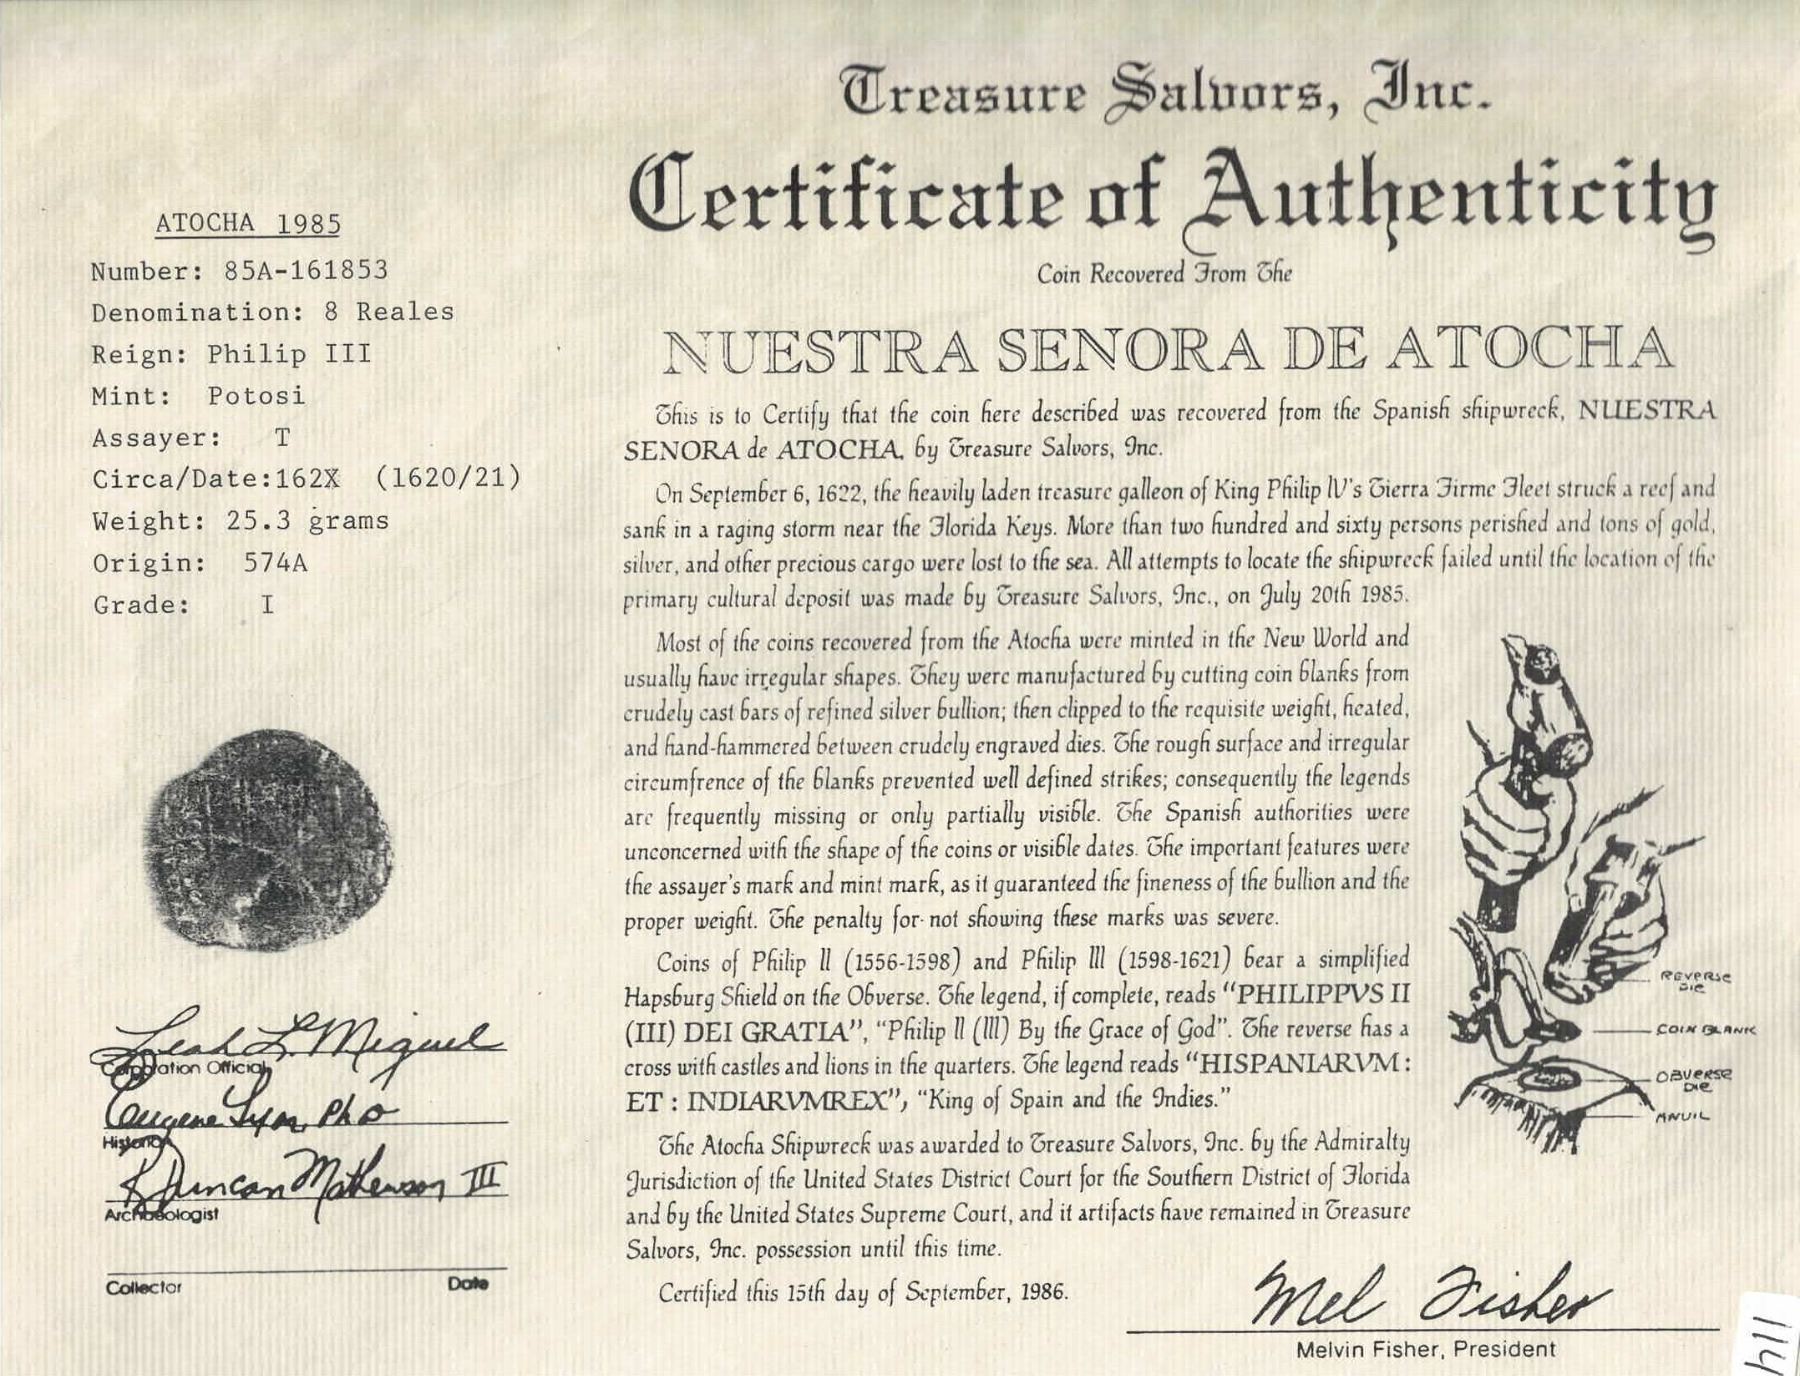 Treasure Salvors, Inc.
Certificate of Authenticity
Coin Recovered From The
NUESTRA SENORA DE ATOCHA
ATOCHA 1985
Number: 85A-161853
Denomination: 8 Reales
Reign: Philip III
Mint: Potosi
Assayer: T
Circa/Date:162X (1620/21)
Weight: 25.3 grams
Origin: 574A
Grade: I
This is to Certify that the coin here described was recovered from the Spanish shipwreck, NUESTRA
SENORA de ATOCHA, by Treasure Salvors, Inc.
On September 6, 1622, the heavily laden treasure galleon of King Philip IV's Tierra Firme Fleet struck a reef and
sank in a raging storm near the Florida Keys. More than two hundred and sixty persons perished and tons of gold,
silver, and other precious cargo were lost to the sea. All attempts to locate the shipwreck failed until the location of the
primary cultural deposit was made by Treasure Salvors, Inc., on July 20th 1985.
Most of the coins recovered from the Atocha were minted in the New World and
usually have irregular shapes. They were manufactured by cutting coin blanks from
crudely cast bars of refined silver bullion; then clipped to the requisite weight, heated,
and hand-hammered between crudely engraved dies. The rough surface and irregular
circumfrence of the blanks prevented well defined strikes; consequently the legends
are frequently missing or only partially visible. The Spanish authorities were
unconcerned with the shape of the coins or visible dates. The important features were
the assayer's mark and mint mark, as it guaranteed the fineness of the bullion and the
proper weight. The penalty for not showing these marks was severe.
Coins of Philip II (1556-1598) and Philip III (1598-1621) bear a simplified
Hapsburg Shield on the Obverse. The legend, if complete, reads "PHILIPPVS II
(III) DEI GRATIA", "Philip II (III) By the Grace of God". The reverse has a
cross with castles and lions in the quarters. The legend reads "HISPANIARVM :
ET : INDIARVMREX", "King of Spain and the Indies."
The Atocha Shipwreck was awarded to Treasure Salvors, Inc. by the Admiralty
Jurisdiction of the United States District Court for the Southern District of Florida
and by the United States Supreme Court, and it artifacts have remained in Treasure
Salvors, Inc. possession until this time.
Certified this 15th day of September, 1986.
REVERSE
DIE
COIN BLANK
OBVERSE
DIE
ANVIL
Leah L. Miguel
Corporation Official
Eugene Lyon, PhD
Historian
R Duncan Mathewson III
Archaeologist
Collector Date
Mel Fisher
Melvin Fisher, President
114